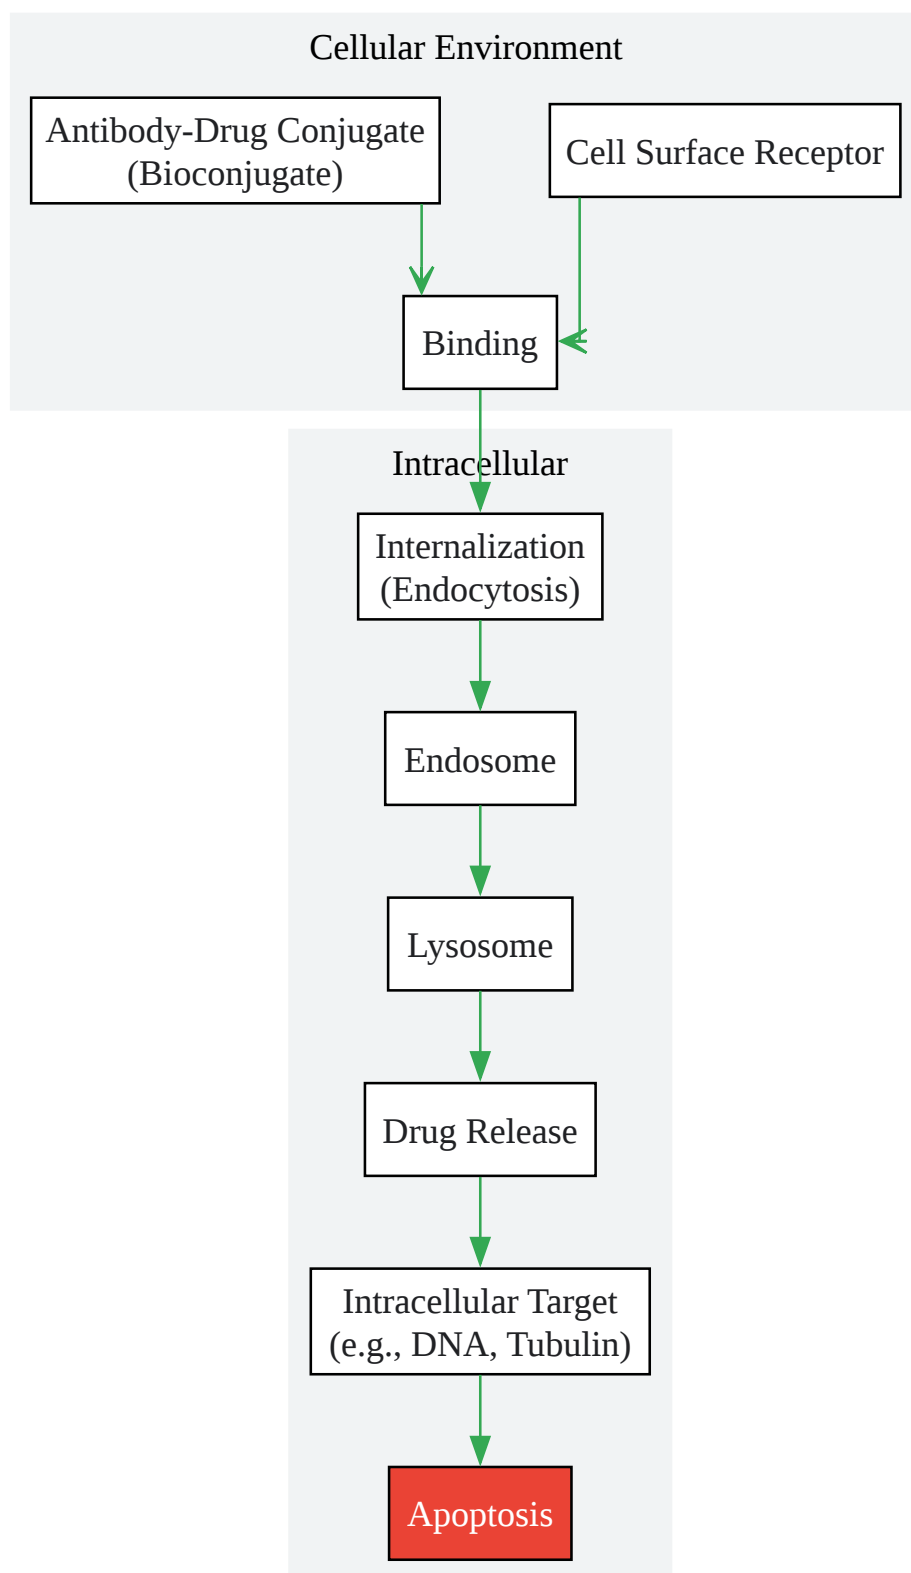 Cellular Environment
Antibody-Drug Conjugate
(Bioconjugate)
Cell Surface Receptor
Binding
Intracellular
Internalization
(Endocytosis)
Endosome
Lysosome
Drug Release
Intracellular Target
(e.g., DNA, Tubulin)
Apoptosis